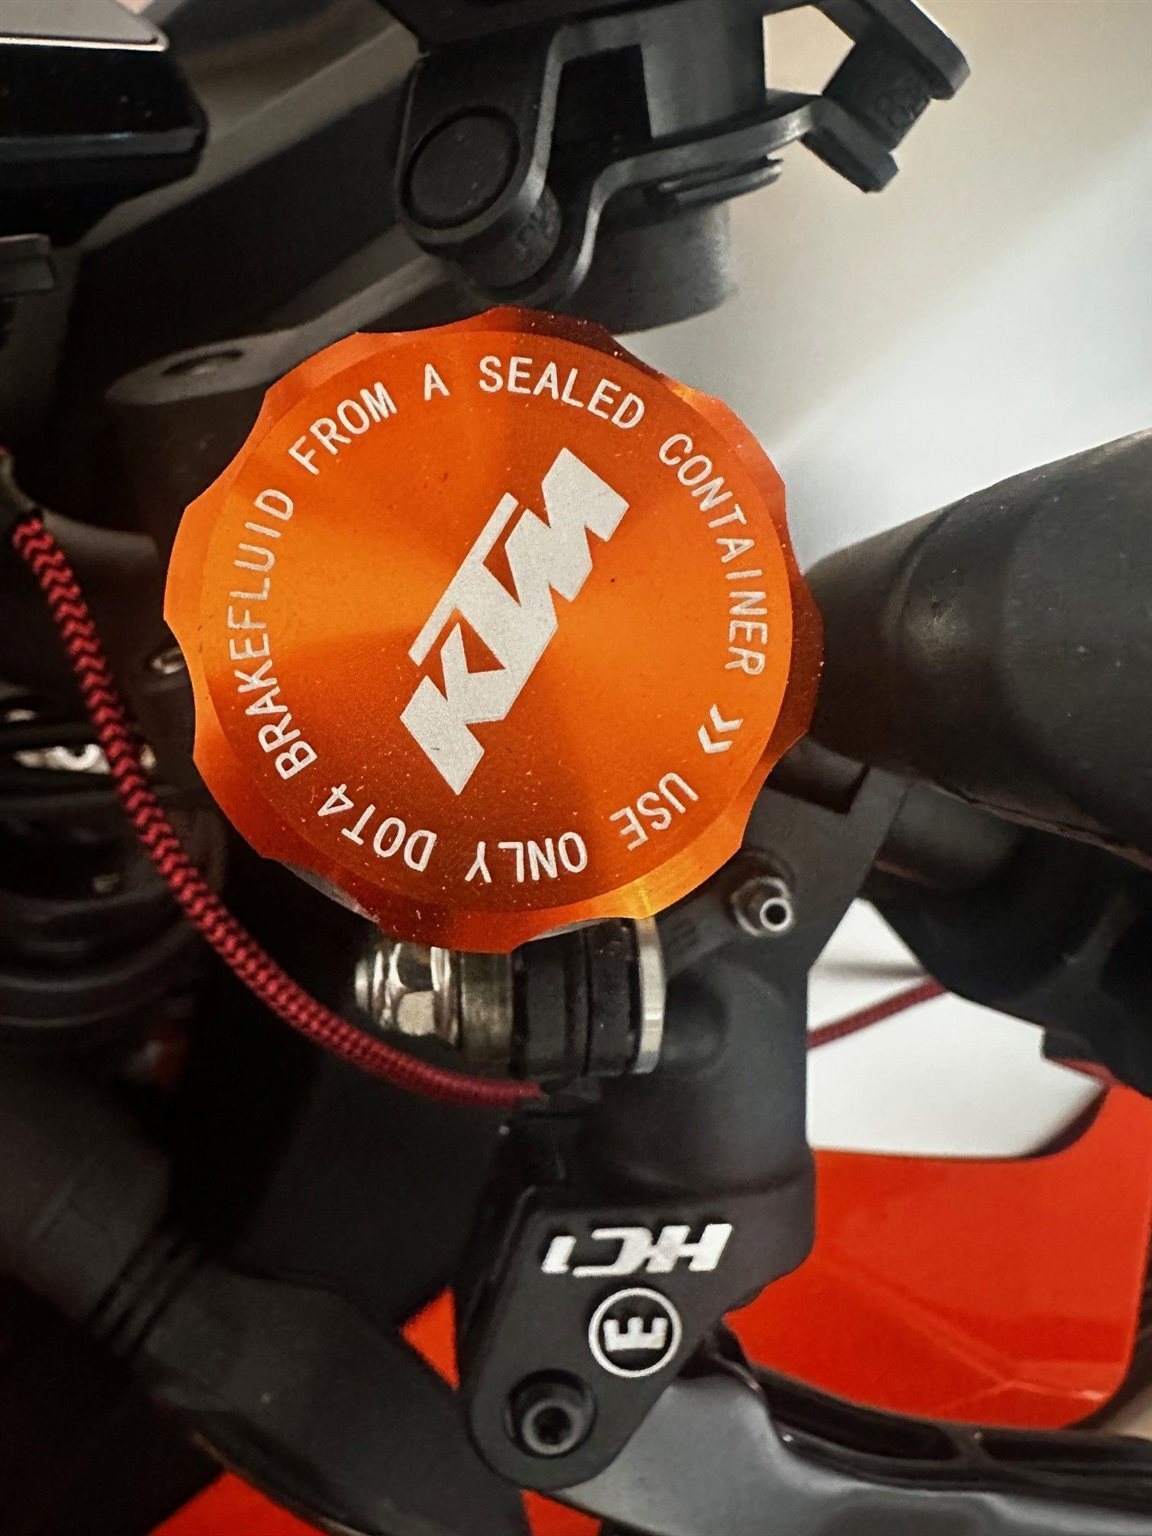 USE ONLY DOT4 BRAKEFLUID FROM A SEALED CONTAINER »
KTM
HC1
E